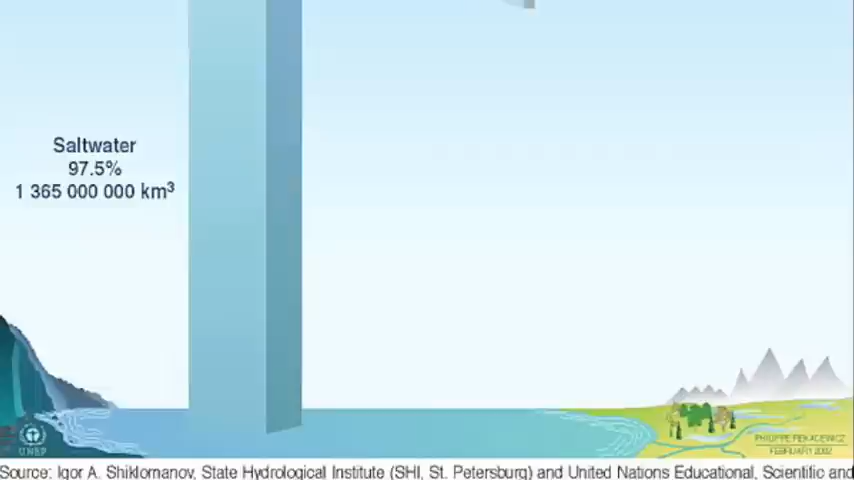 Saltwater
97.5%
1 365 000 000 km³
UNEP
PHILIPPE REKACEWICZ
FEBRUARY 2002
Source: Igor A. Shiklomanov, State Hydrological Institute (SHI, St. Petersburg) and United Nations Educational, Scientific and